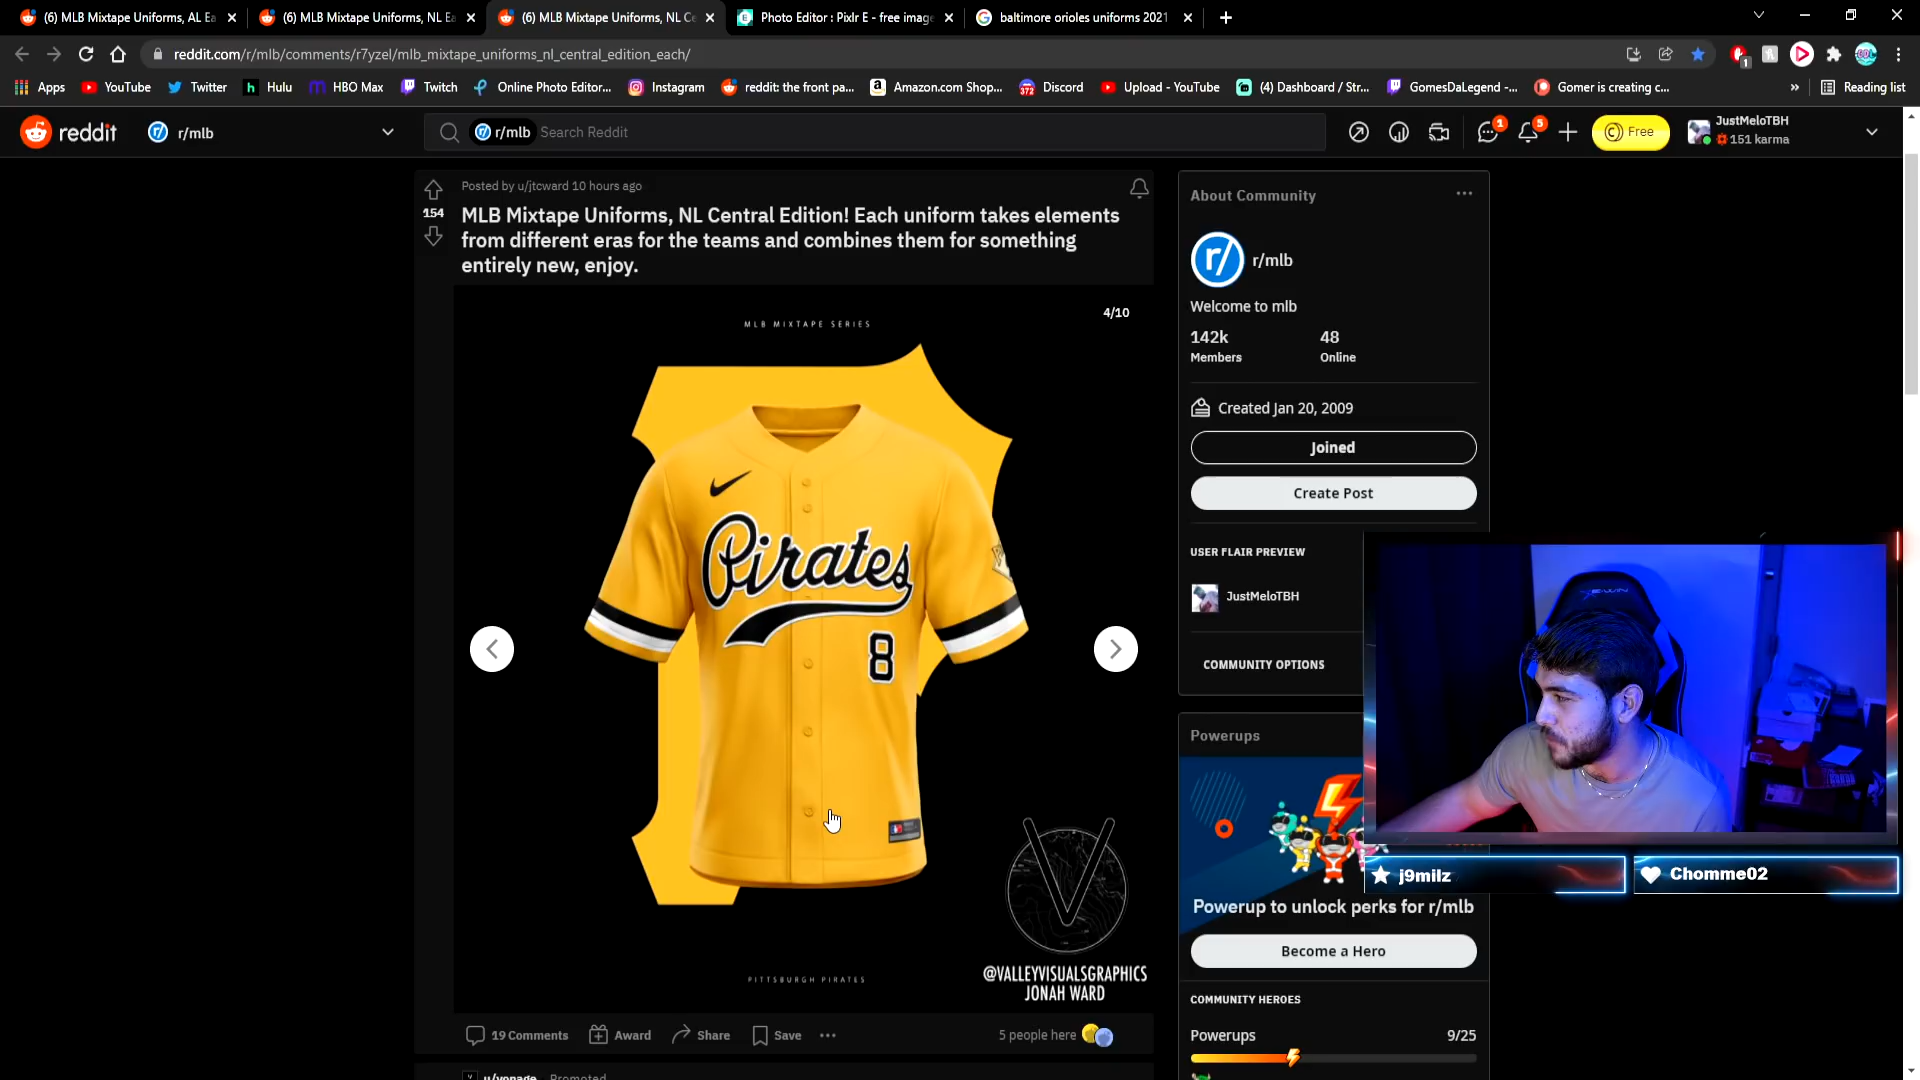 (6) MLB Mixtape Uniforms, AL Ea
(6) MLB Mixtape Uniforms, NL Ea
(6) MLB Mixtape Uniforms, NL Ce
Photo Editor : Pixlr E - free image
baltimore orioles uniforms 2021
reddit.com/r/mlb/comments/r7yzel/mlb_mixtape_uniforms_nl_central_edition_each/
1
Apps
YouTube
Twitter
Hulu
HBO Max
Twitch
Online Photo Editor...
Instagram
reddit: the front pa...
Amazon.com Shop...
372
Discord
Upload - YouTube
(4) Dashboard / Str...
GomesDaLegend -...
Gomer is creating c...
Reading list
reddit
r/mlb
r/mlb
Search Reddit
1
5
Free
JustMeloTBH
151 karma
Posted by u/jtcward 10 hours ago
154
MLB Mixtape Uniforms, NL Central Edition! Each uniform takes elements
from different eras for the teams and combines them for something
entirely new, enjoy.
4/10
MLB MIXTAPE SERIES
Pirates
8
PITTSBURGH PIRATES
@VALLEYVISUALSGRAPHICS
JONAH WARD
19 Comments
Award
Share
Save
5 people here
u/vonage
Promoted
About Community
r/
r/mlb
Welcome to mlb
142k
48
Members
Online
Created Jan 20, 2009
Joined
Create Post
USER FLAIR PREVIEW
JustMeloTBH
COMMUNITY OPTIONS
Powerups
Powerup to unlock perks for r/mlb
Become a Hero
COMMUNITY HEROES
Powerups
9/25
j9milz
Chomme02